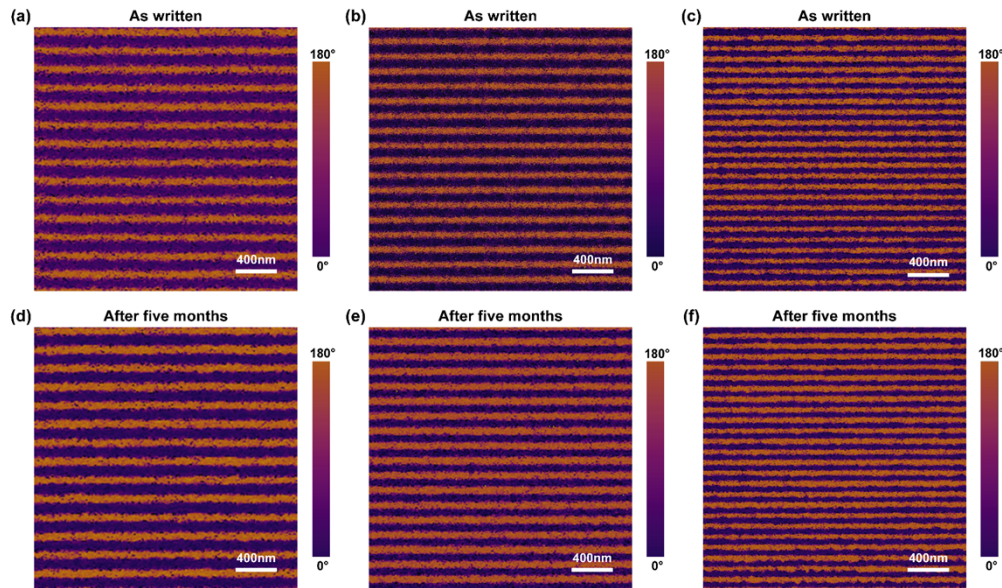 (a) As written
180°
400nm
0°
(b) As written
180°
400nm
0°
(c) As written
180°
400nm
0°
(d) After five months
180°
400nm
0°
(e) After five months
180°
400nm
0°
(f) After five months
180°
400nm
0°